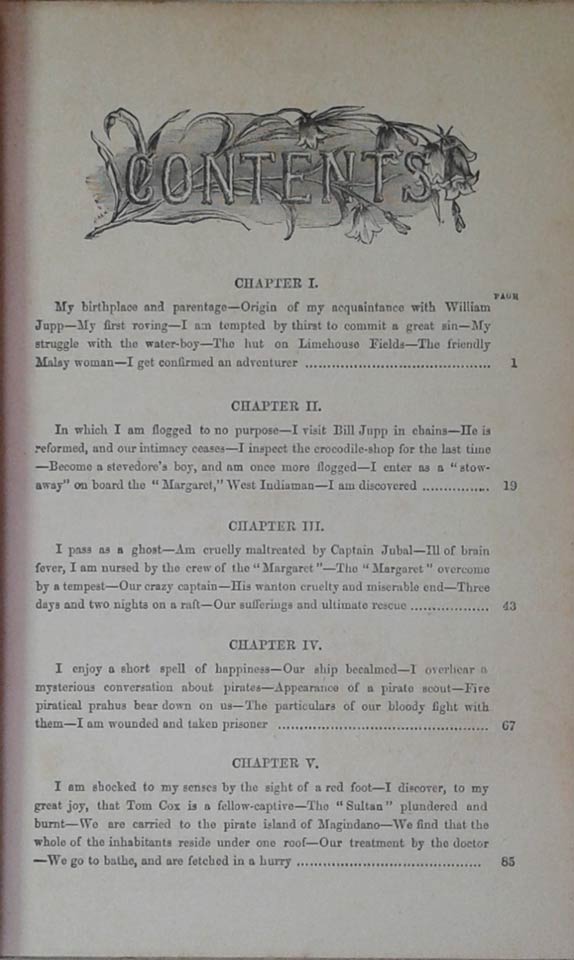 CONTENTS
CHAPTER I.
PAGE
My birthplace and parentage—Origin of my acquaintance with William
Jupp—My first roving—I am tempted by thirst to commit a great sin—My
struggle with the water-boy—The hut on Limehouse Fields—The friendly
Malay woman—I get confirmed an adventurer ........................................ 1
CHAPTER II.
In which I am flogged to no purpose—I visit Bill Jupp in chains—He is
reformed, and our intimacy ceases—I inspect the crocodile-shop for the last time
—Become a stevedore's boy, and am once more flogged—I enter as a "stow-
away" on board the "Margaret," West Indiaman—I am discovered ............... 19
CHAPTER III.
I pass as a ghost—Am cruelly maltreated by Captain Jubal—Ill of brain
fever, I am nursed by the crew of the "Margaret"—The "Margaret" overcome
by a tempest—Our crazy captain—His wanton cruelty and miserable end—Three
days and two nights on a raft—Our sufferings and ultimate rescue .................. 43
CHAPTER IV.
I enjoy a short spell of happiness—Our ship becalmed—I overhear a
mysterious conversation about pirates—Appearance of a pirate scout—Five
piratical prahus bear down on us—The particulars of our bloody fight with
them—I am wounded and taken prisoner .............................................. 67
CHAPTER V.
I am shocked to my senses by the sight of a red foot—I discover, to my
great joy, that Tom Cox is a fellow-captive—The "Sultan" plundered and
burnt—We are carried to the pirate island of Magindano—We find that the
whole of the inhabitants reside under one roof—Our treatment by the doctor
—We go to bathe, and are fetched in a hurry ........................................ 85